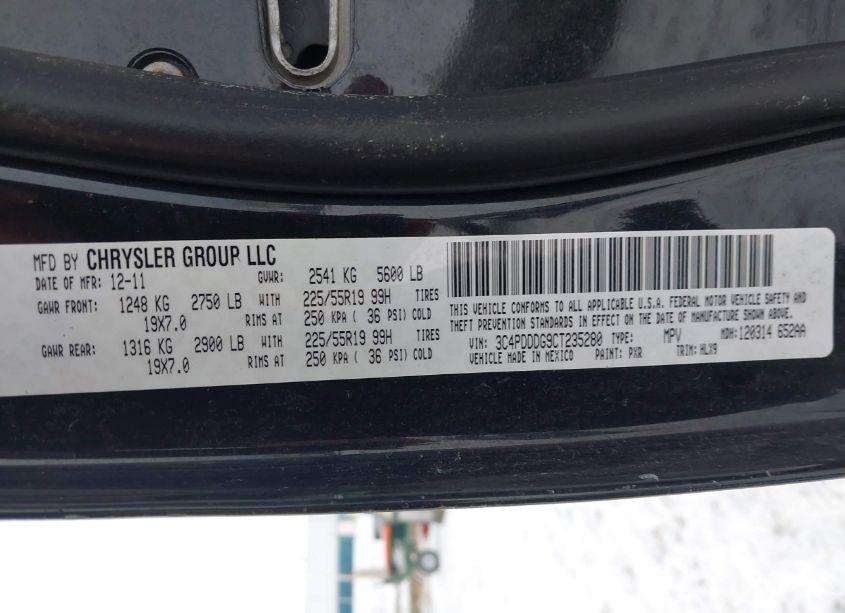 MFD BY CHRYSLER GROUP LLC
DATE OF MFR: 12-11 GVWR: 2541 KG 5600 LB
GAWR FRONT: 1248 KG 2750 LB WITH 225/55R19 99H TIRES
19X7.0 RIMS AT 250 KPA ( 36 PSI) COLD
GAWR REAR: 1316 KG 2900 LB WITH 225/55R19 99H TIRES
19X7.0 RIMS AT 250 KPA ( 36 PSI) COLD
THIS VEHICLE CONFORMS TO ALL APPLICABLE U.S.A. FEDERAL MOTOR VEHICLE SAFETY AND
THEFT PREVENTION STANDARDS IN EFFECT ON THE DATE OF MANUFACTURE SHOWN ABOVE.
VIN: 3C4PDDDG9CT235280 TYPE: MPV MDH: 120314 652AA
VEHICLE MADE IN MEXICO PAINT: PXR TRIM: HLX9